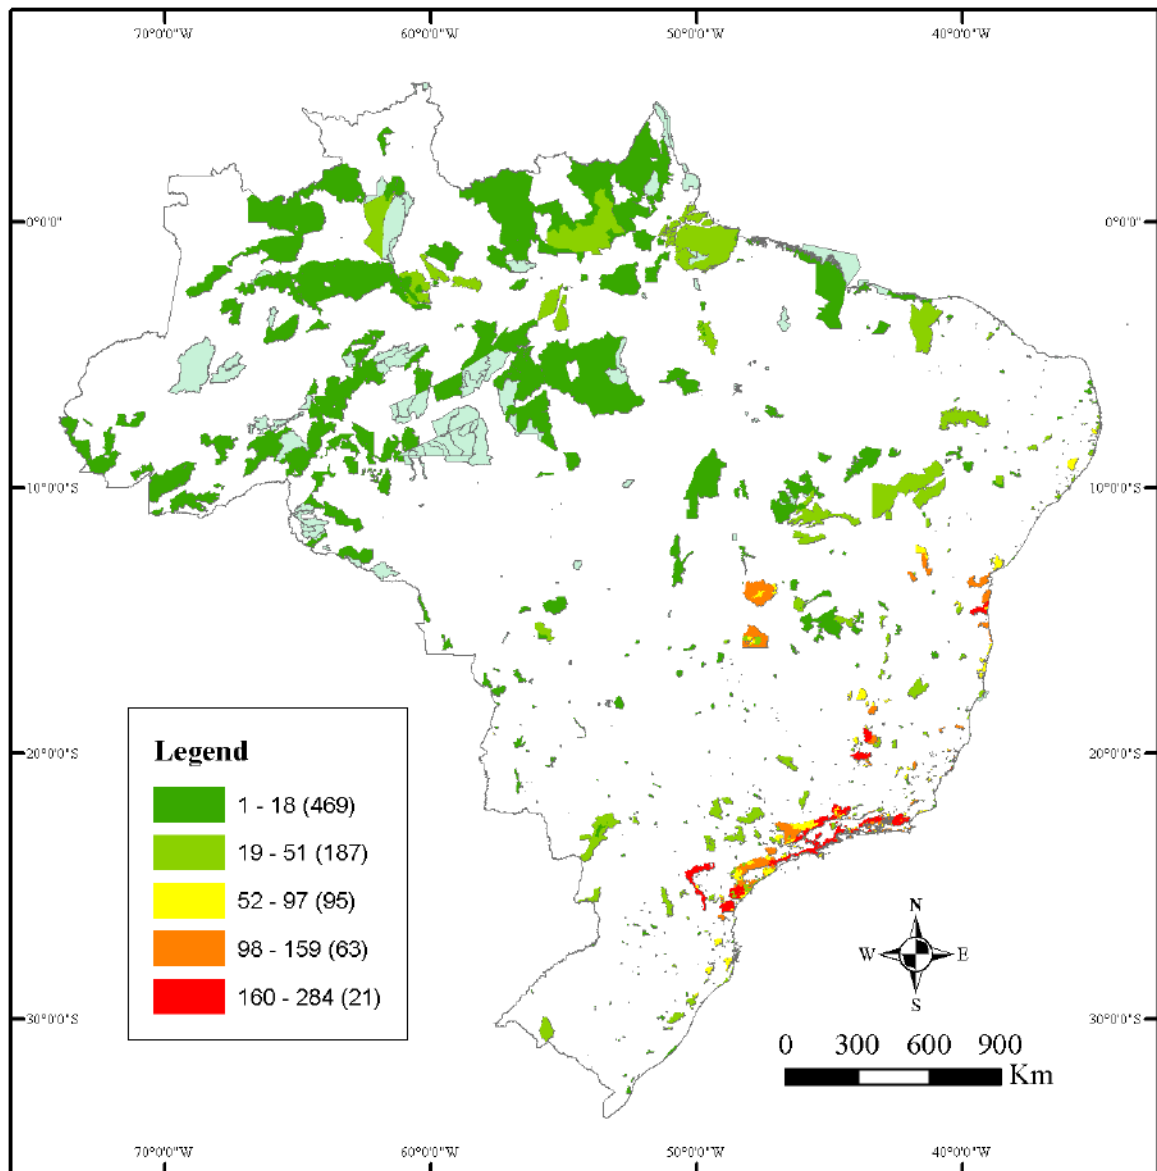 70°0'0"W 60°0'0"W 50°0'0"W 40°0'0"W
0°0'0" 0°0'0"
10°0'0"S 10°0'0"S
20°0'0"S 20°0'0"S
30°0'0"S 30°0'0"S
Legend
1 - 18 (469)
19 - 51 (187)
52 - 97 (95)
98 - 159 (63)
160 - 284 (21)
N
W E
S
0 300 600 900
Km
70°0'0"W 60°0'0"W 50°0'0"W 40°0'0"W